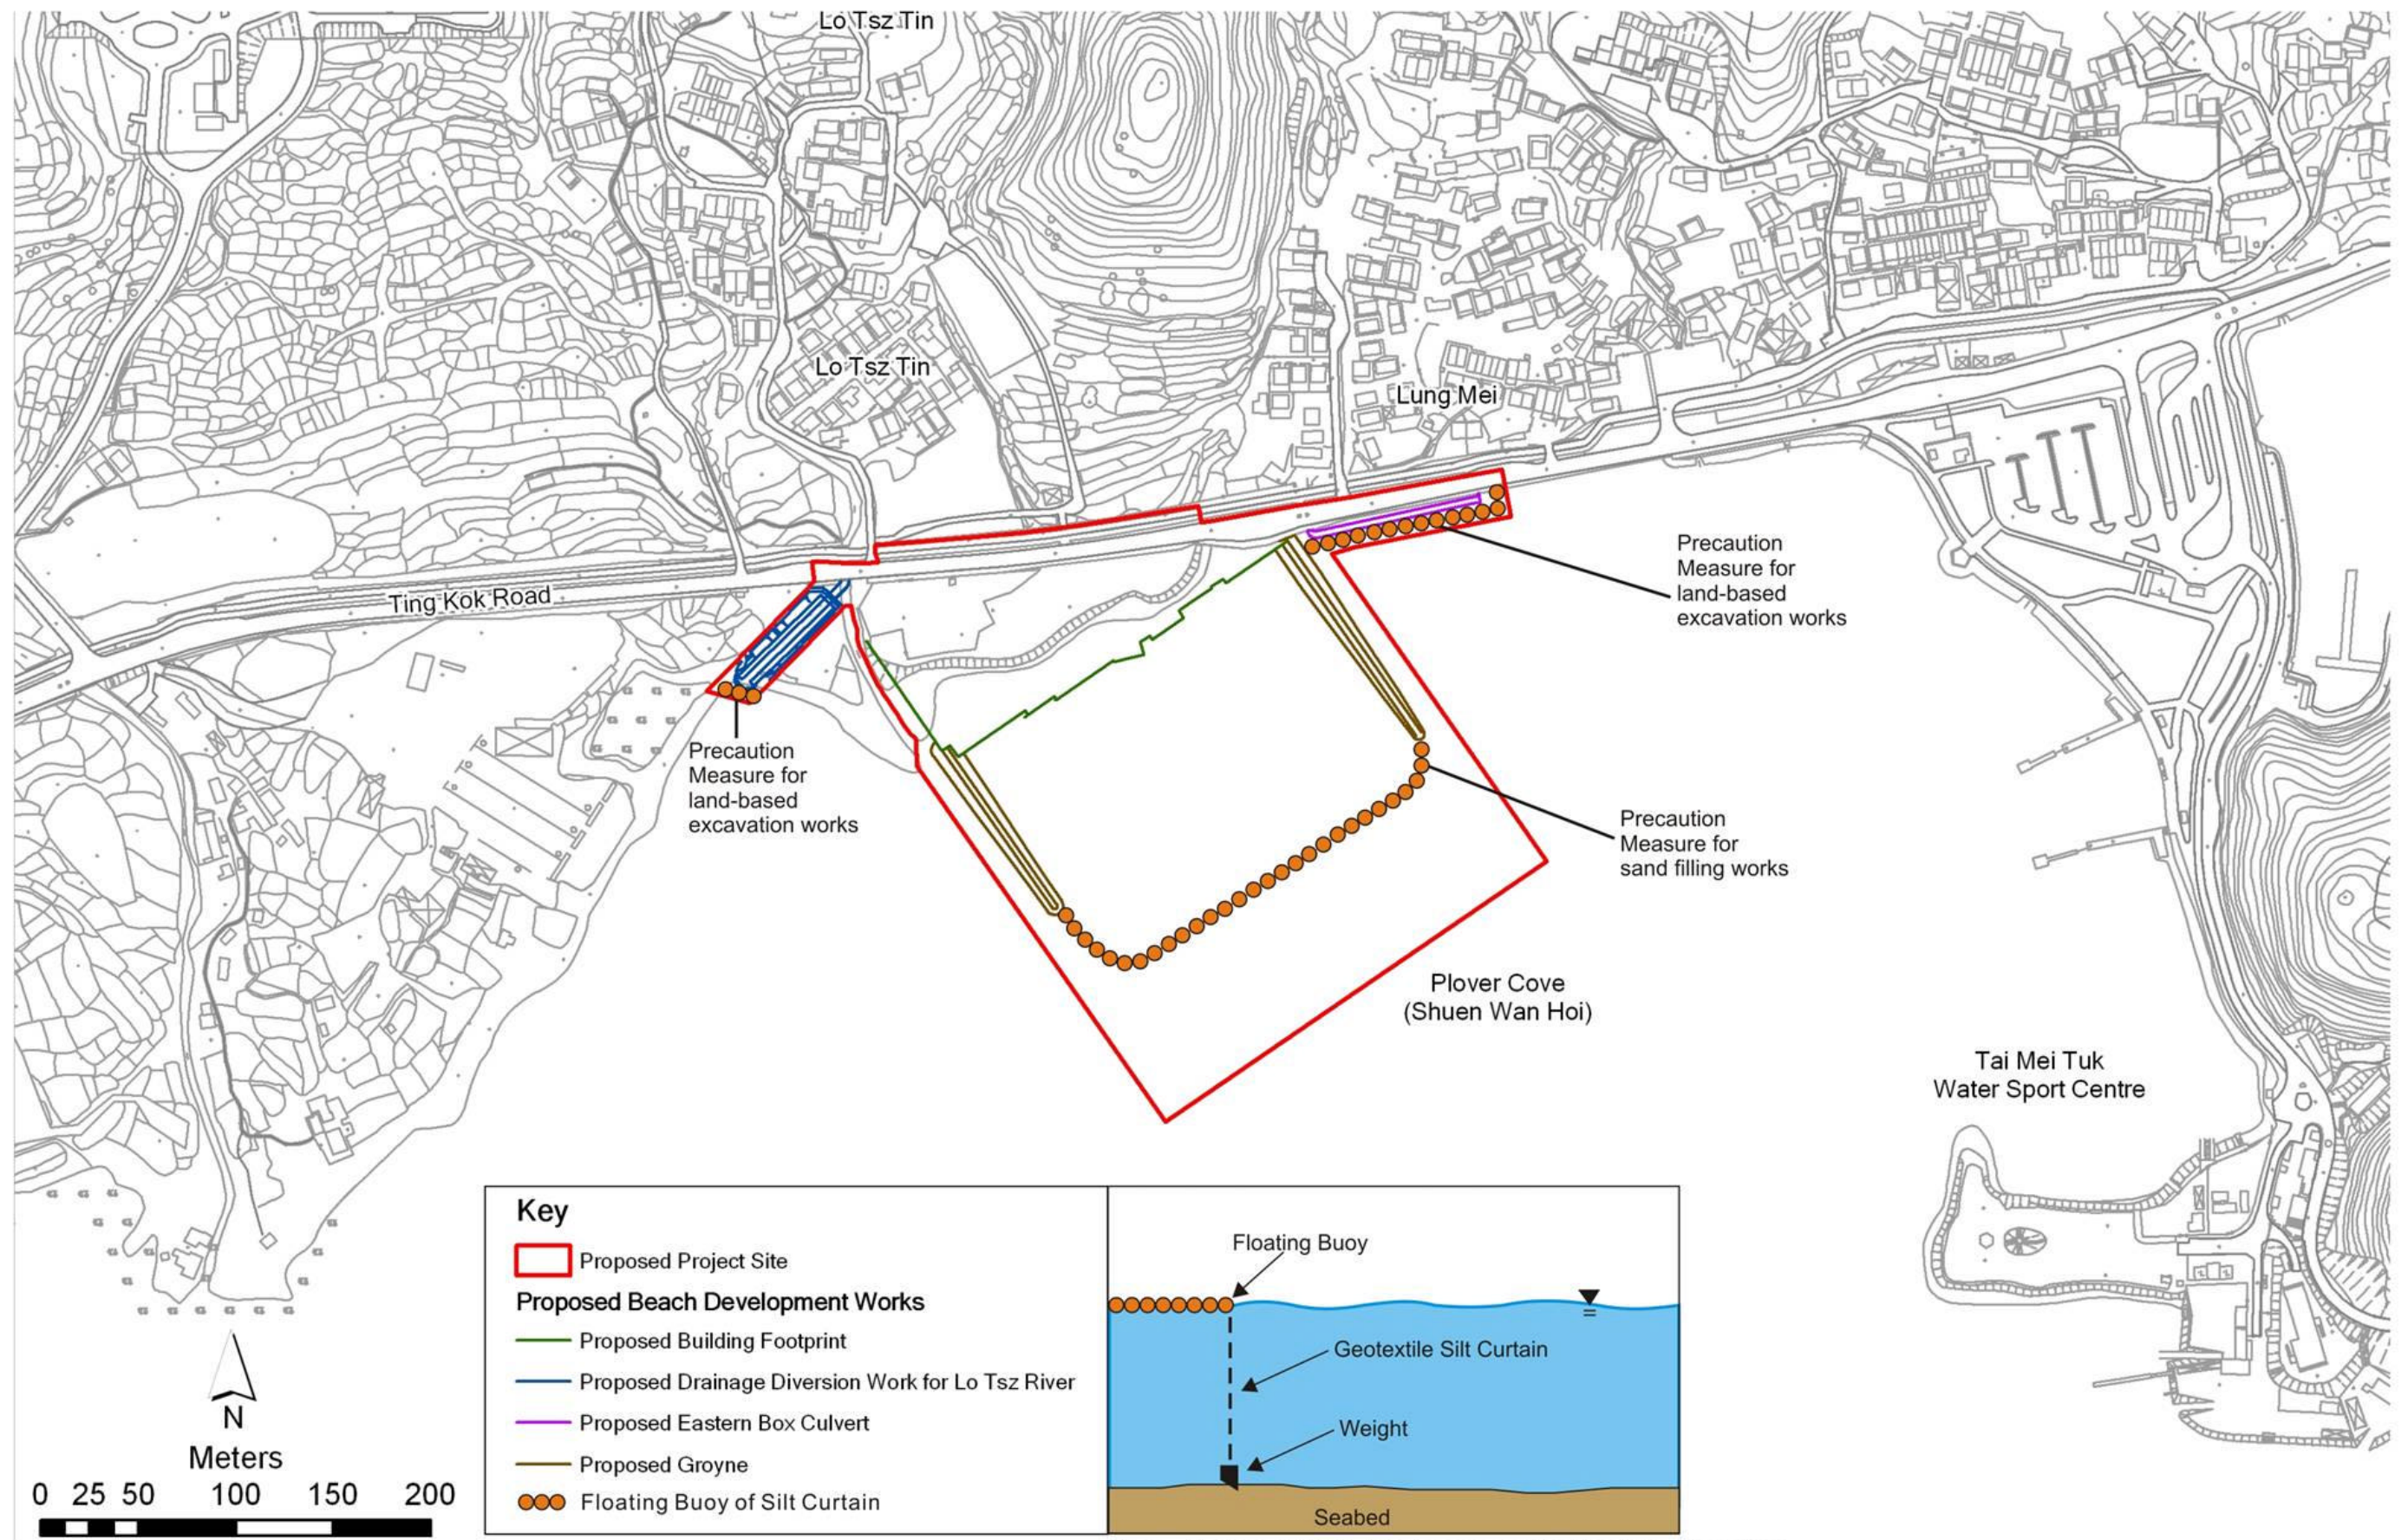 Lo Tsz Tin
Lo Tsz Tin
Lung Mei
Ting Kok Road
Precaution
Measure for
land-based
excavation works
Precaution
Measure for
land-based
excavation works
Precaution
Measure for
sand filling works
Plover Cove
(Shuen Wan Hoi)
Tai Mei Tuk
Water Sport Centre
N
Meters
0 25 50 100 150 200
Key
Proposed Project Site
Proposed Beach Development Works
Proposed Building Footprint
Proposed Drainage Diversion Work for Lo Tsz River
Proposed Eastern Box Culvert
Proposed Groyne
Floating Buoy of Silt Curtain
Floating Buoy
Geotextile Silt Curtain
Weight
Seabed